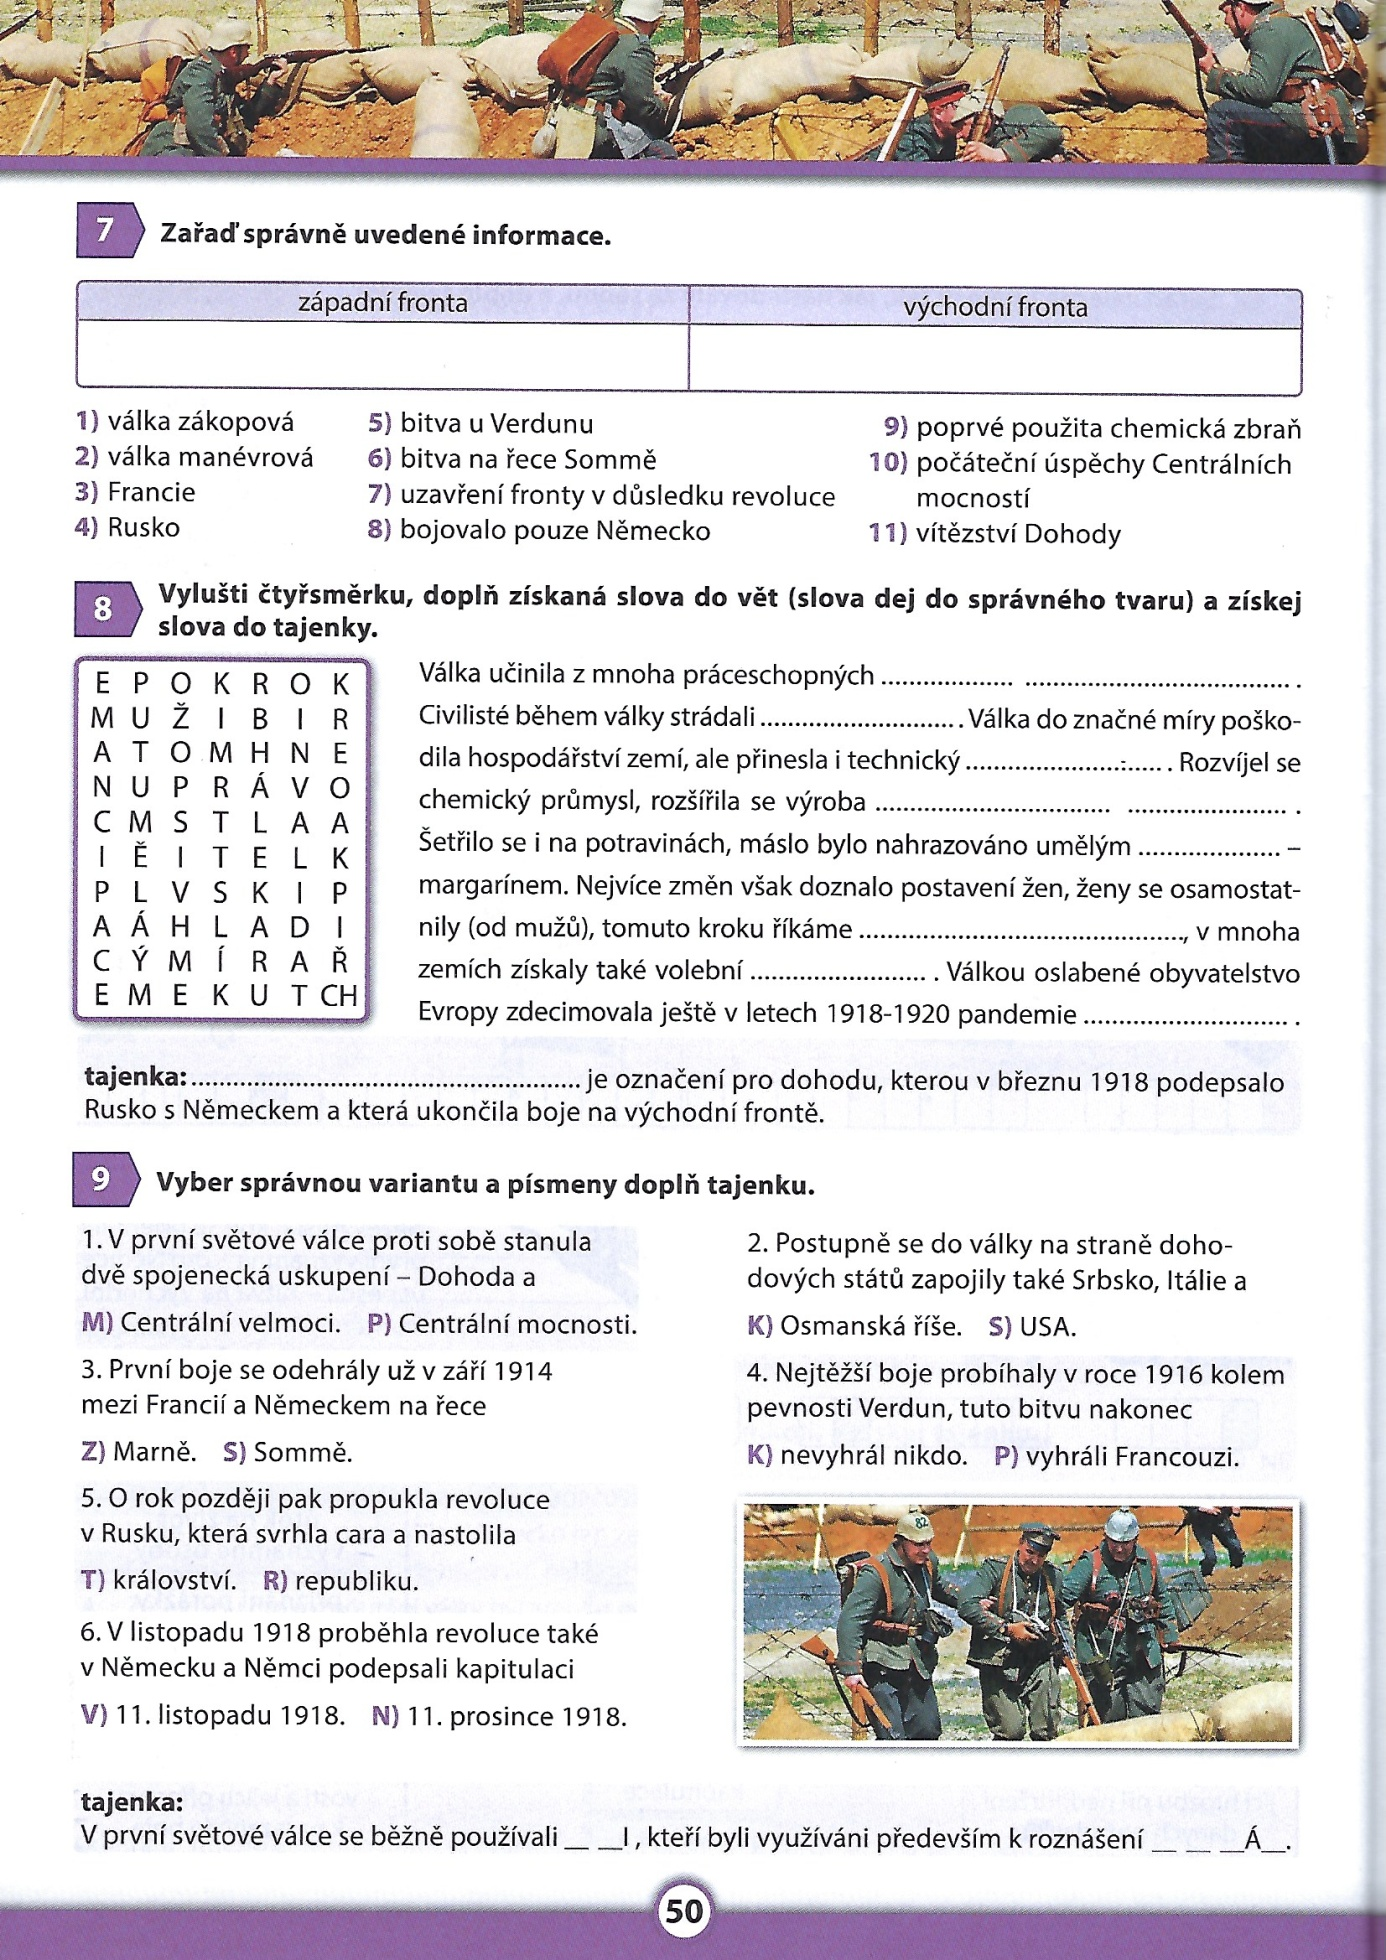 7 Zařaď správně uvedené informace.
západní fronta východní fronta
1) válka zákopová
2) válka manévrová
3) Francie
4) Rusko
5) bitva u Verdunu
6) bitva na řece Sommě
7) uzavření fronty v důsledku revoluce
8) bojovalo pouze Německo
9) poprvé použita chemická zbraň
10) počáteční úspěchy Centrálních
mocností
11) vítězství Dohody
8 Vylušti čtyřsměrku, doplň získaná slova do vět (slova dej do správného tvaru) a získej
slova do tajenky.
E P O K R O K
M U Ž I B I R
A T O M H N E
N U P R Á V O
C M S T L A A
I Ě I T E L K
P L V S K I P
A Á H L A D I
C Ý M Í R A Ř
E M E K U T CH
Válka učinila z mnoha práceschopných ................... ...................................... .
Civilisté během války strádali ............................ . Válka do značné míry poško-
dila hospodářství zemí, ale přinesla i technický ............................ . Rozvíjel se
chemický průmysl, rozšířila se výroba .................................. ....................... .
Šetřilo se i na potravinách, máslo bylo nahrazováno umělým .................... –
margarínem. Nejvíce změn však doznalo postavení žen, ženy se osamostat-
nily (od mužů), tomuto kroku říkáme ..............................................., v mnoha
zemích získaly také volební ......................... . Válkou oslabené obyvatelstvo
Evropy zdecimovala ještě v letech 1918-1920 pandemie ............................. .
tajenka: ........................................................ je označení pro dohodu, kterou v březnu 1918 podepsalo
Rusko s Německem a která ukončila boje na východní frontě.
9 Vyber správnou variantu a písmeny doplň tajenku.
1. V první světové válce proti sobě stanula
dvě spojenecká uskupení – Dohoda a
M) Centrální velmoci. P) Centrální mocnosti.
2. Postupně se do války na straně doho-
dových států zapojily také Srbsko, Itálie a
K) Osmanská říše. S) USA.
3. První boje se odehrály už v září 1914
mezi Francií a Německem na řece
Z) Marně. S) Sommě.
4. Nejtěžší boje probíhaly v roce 1916 kolem
pevnosti Verdun, tuto bitvu nakonec
K) nevyhrál nikdo. P) vyhráli Francouzi.
5. O rok později pak propukla revoluce
v Rusku, která svrhla cara a nastolila
T) království. R) republiku.
6. V listopadu 1918 proběhla revoluce také
v Německu a Němci podepsali kapitulaci
V) 11. listopadu 1918. N) 11. prosince 1918.
82
tajenka:
V první světové válce se běžně používali __ __I , kteří byli využíváni především k roznášení __ __ __Á__.
50